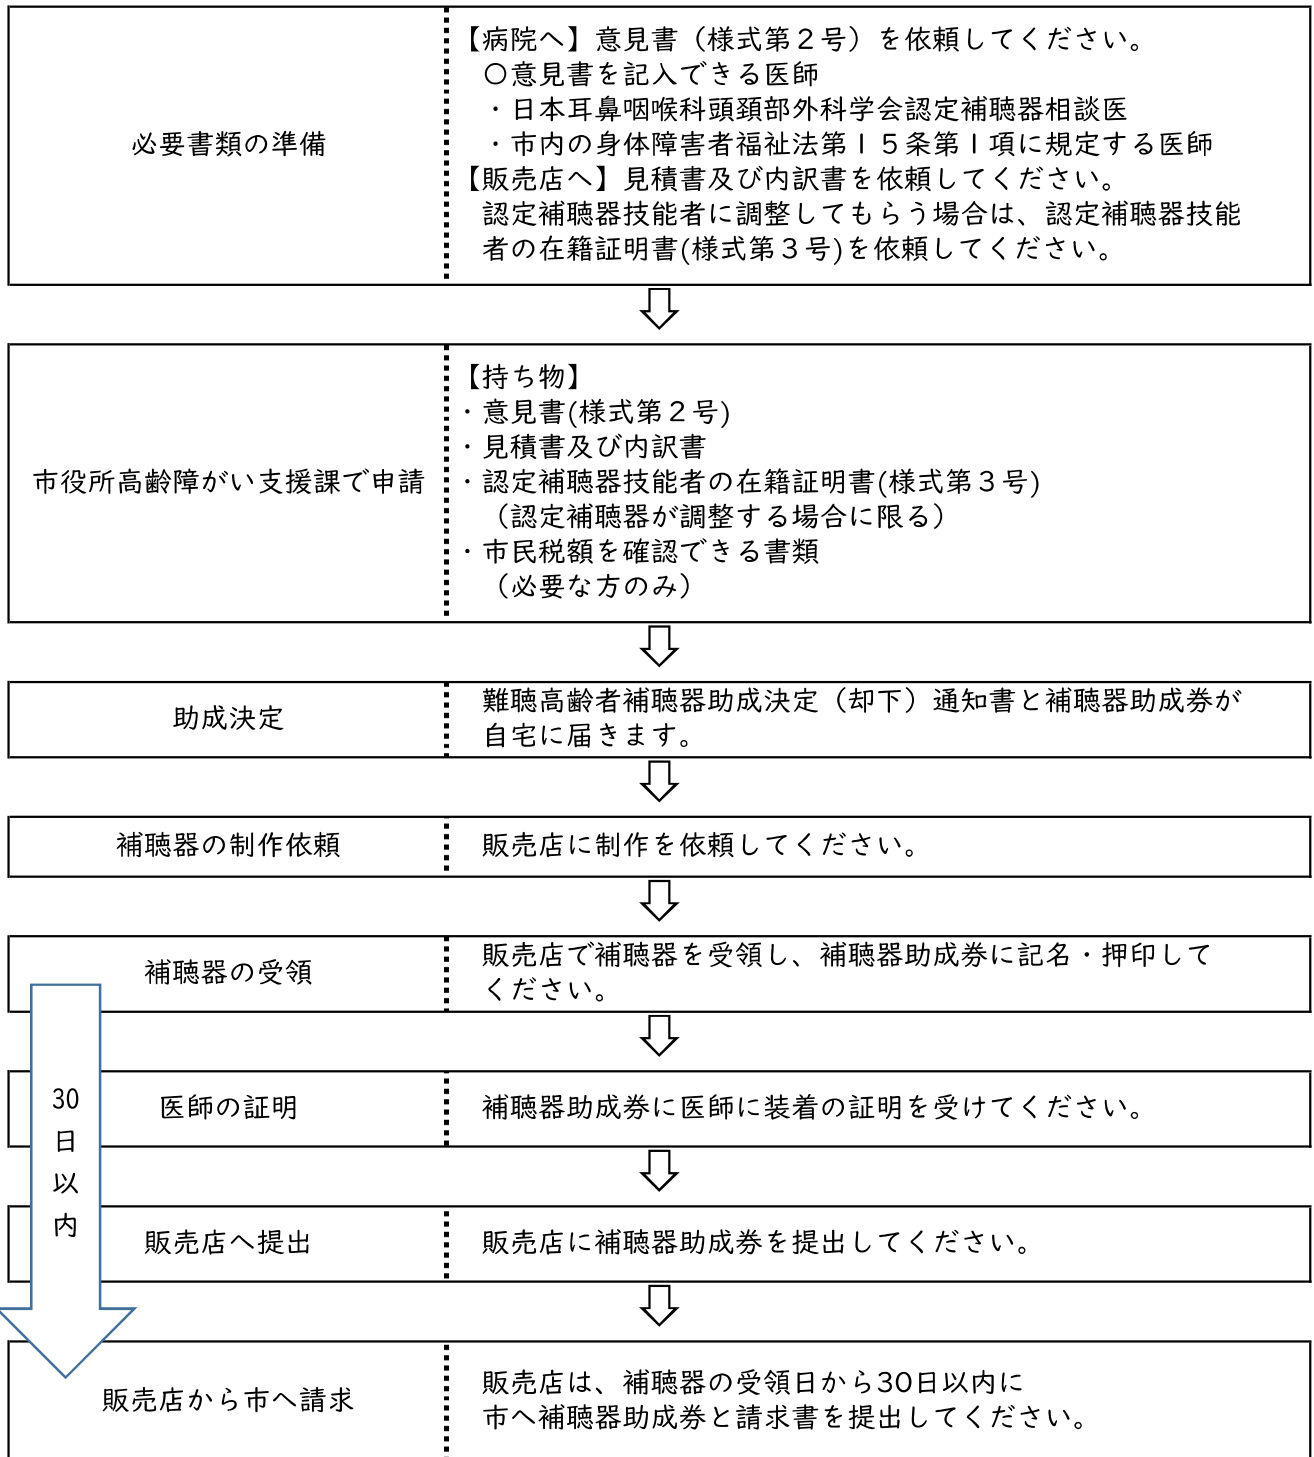 必要書類の準備
【病院へ】意見書（様式第２号）を依頼してください。
〇意見書を記入できる医師
・日本耳鼻咽喉科頭頚部外科学会認定補聴器相談医
・市内の身体障害者福祉法第１５条第１項に規定する医師
【販売店へ】見積書及び内訳書を依頼してください。
認定補聴器技能者に調整してもらう場合は、認定補聴器技能
者の在籍証明書(様式第３号)を依頼してください。
市役所高齢障がい支援課で申請
【持ち物】
・意見書(様式第２号)
・見積書及び内訳書
・認定補聴器技能者の在籍証明書(様式第３号)
（認定補聴器が調整する場合に限る）
・市民税額を確認できる書類
（必要な方のみ）
助成決定
難聴高齢者補聴器助成決定（却下）通知書と補聴器助成券が
自宅に届きます。
補聴器の制作依頼
販売店に制作を依頼してください。
補聴器の受領
販売店で補聴器を受領し、補聴器助成券に記名・押印して
ください。
30
日
以
内
医師の証明
補聴器助成券に医師に装着の証明を受けてください。
販売店へ提出
販売店に補聴器助成券を提出してください。
販売店から市へ請求
販売店は、補聴器の受領日から30日以内に
市へ補聴器助成券と請求書を提出してください。